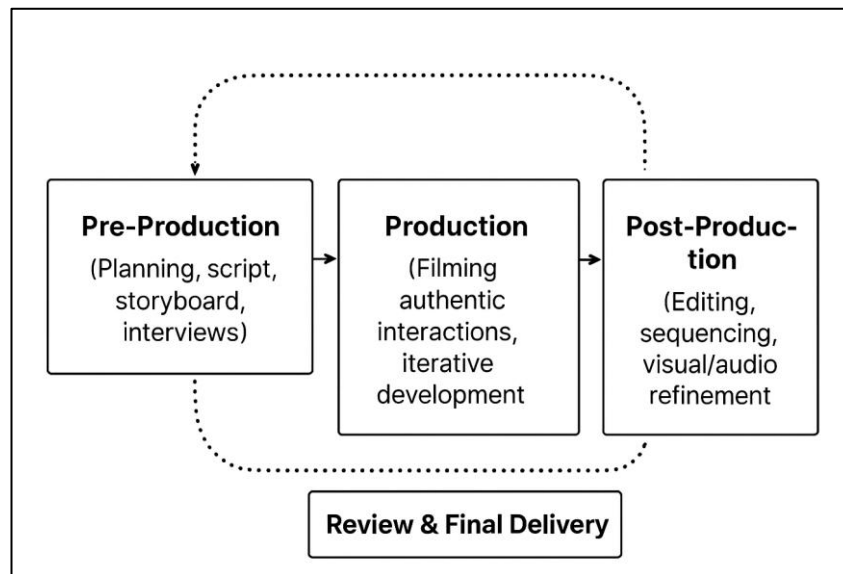 Pre-Production
(Planning, script,
storyboard,
interviews)
Production
(Filming
authentic
interactions,
iterative
development
Post-Produc-
tion
(Editing,
sequencing,
visual/audio
refinement
Review & Final Delivery